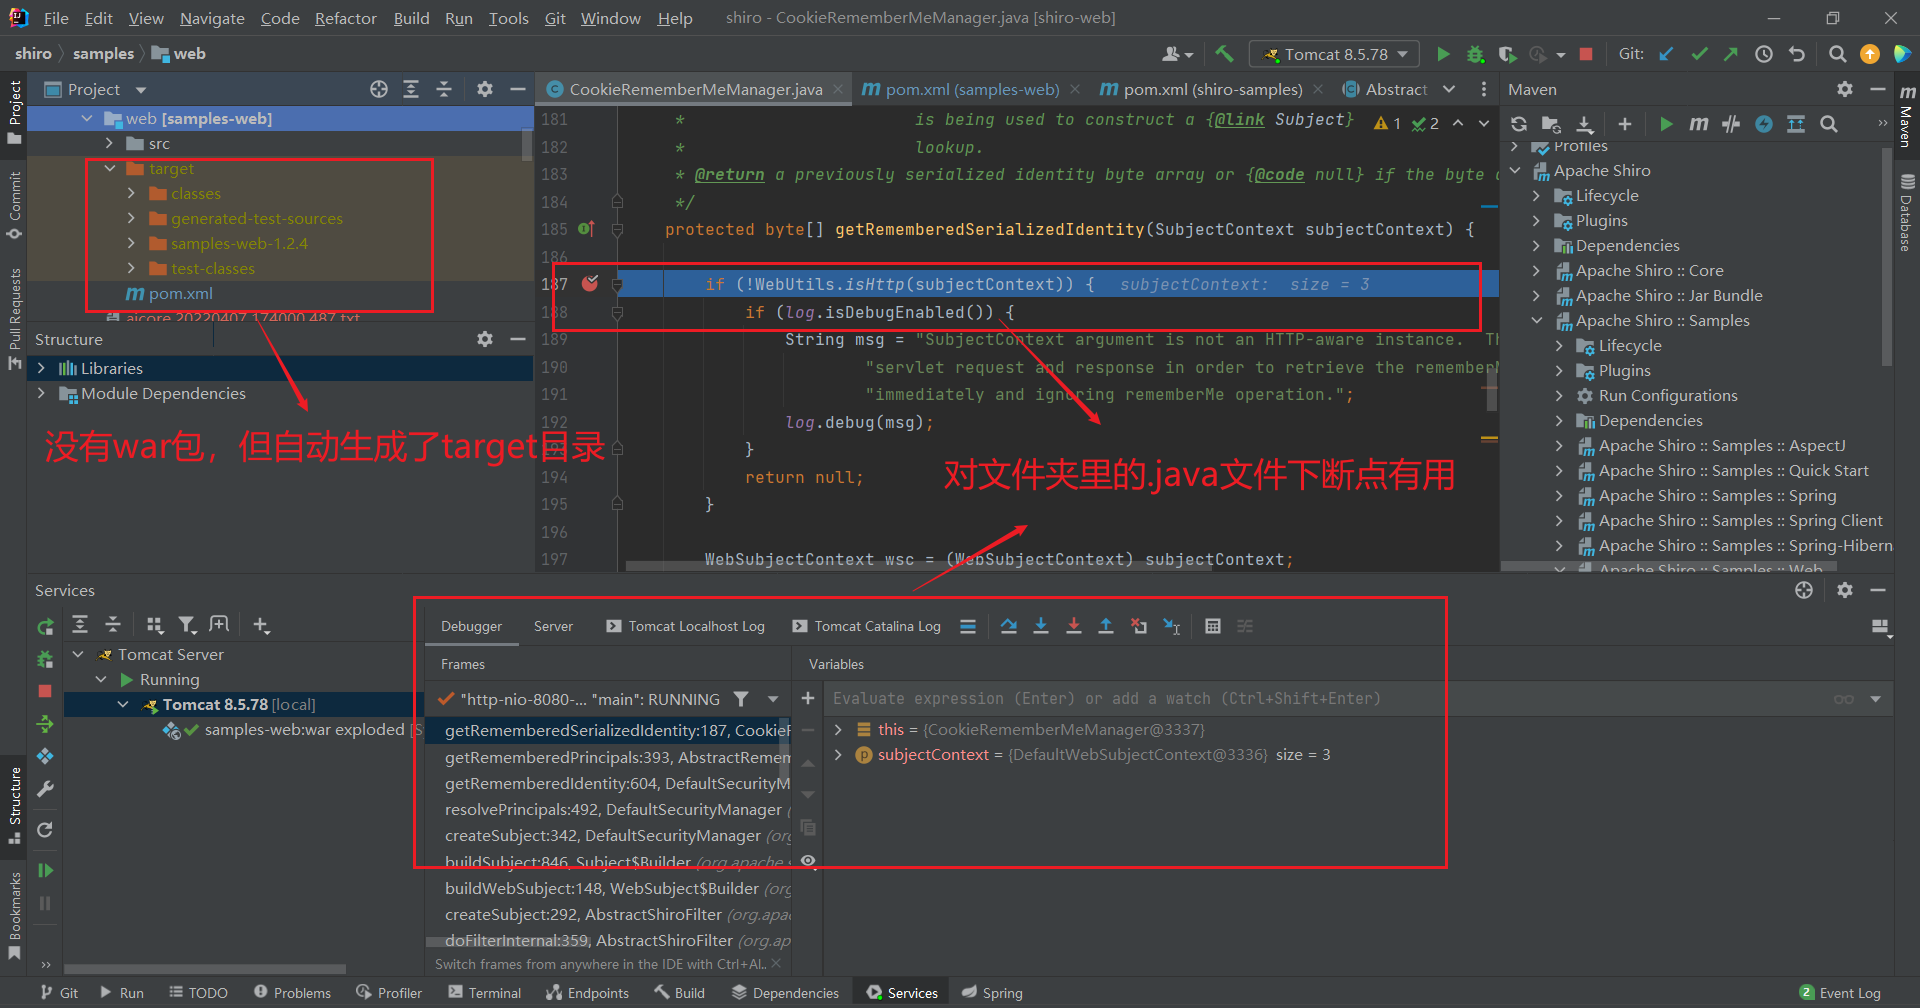 File Edit View Navigate Code Refactor Build Run Tools Git Window Help shiro - CookieRememberMeManager.java [shiro-web]
shiro samples web
Tomcat 8.5.78 Git:
Project
CookieRememberMeManager.java pom.xml (samples-web) pom.xml (shiro-samples) Abstract
Maven
web [samples-web]
src
target
classes
generated-test-sources
samples-web-1.2.4
test-classes
pom.xml
Structure
Libraries
Module Dependencies
没有war包，但自动生成了target目录
181 * is being used to construct a {@link Subject} 1 2
182 * lookup.
183 * @return a previously serialized identity byte array or {@code null} if the byte a
184 */
185 protected byte[] getRememberedSerializedIdentity(SubjectContext subjectContext) {
186
187 if (!WebUtils.isHttp(subjectContext)) { subjectContext: size = 3
188 if (log.isDebugEnabled()) {
189 String msg = "SubjectContext argument is not an HTTP-aware instance. Th
190 "servlet request and response in order to retrieve the rememberM
191 "immediately and ignoring rememberMe operation.";
192 log.debug(msg);
193 }
194 return null;
195 }
196
197 WebSubjectContext wsc = (WebSubjectContext) subjectContext;
对文件夹里的.java文件下断点有用
Profiles
Apache Shiro
Lifecycle
Plugins
Dependencies
Apache Shiro :: Core
Apache Shiro :: Jar Bundle
Apache Shiro :: Samples
Lifecycle
Plugins
Run Configurations
Dependencies
Apache Shiro :: Samples :: AspectJ
Apache Shiro :: Samples :: Quick Start
Apache Shiro :: Samples :: Spring
Apache Shiro :: Samples :: Spring Client
Apache Shiro :: Samples :: Spring-Hibern
Apache Shiro :: Samples :: Web
Project
Commit
Pull Requests
Structure
Bookmarks
Maven
Database
Services
Tomcat Server
Running
Tomcat 8.5.78 [local]
samples-web:war exploded [S
Debugger Server Tomcat Localhost Log Tomcat Catalina Log
Frames
"http-nio-8080-... "main": RUNNING
getRememberedSerializedIdentity:187, CookieR
getRememberedPrincipals:393, AbstractRemem
getRememberedIdentity:604, DefaultSecurityM
resolvePrincipals:492, DefaultSecurityManager (
createSubject:342, DefaultSecurityManager (org
buildSubject:846, Subject$Builder (org.apache.s
buildWebSubject:148, WebSubject$Builder (org
createSubject:292, AbstractShiroFilter (org.apac
doFilterInternal:359, AbstractShiroFilter (org.ap
Switch frames from anywhere in the IDE with Ctrl+Al..
Variables
Evaluate expression (Enter) or add a watch (Ctrl+Shift+Enter)
this = {CookieRememberMeManager@3337}
subjectContext = {DefaultWebSubjectContext@3336} size = 3
Git Run TODO Problems Profiler Terminal Endpoints Build Dependencies Services Spring 2 Event Log